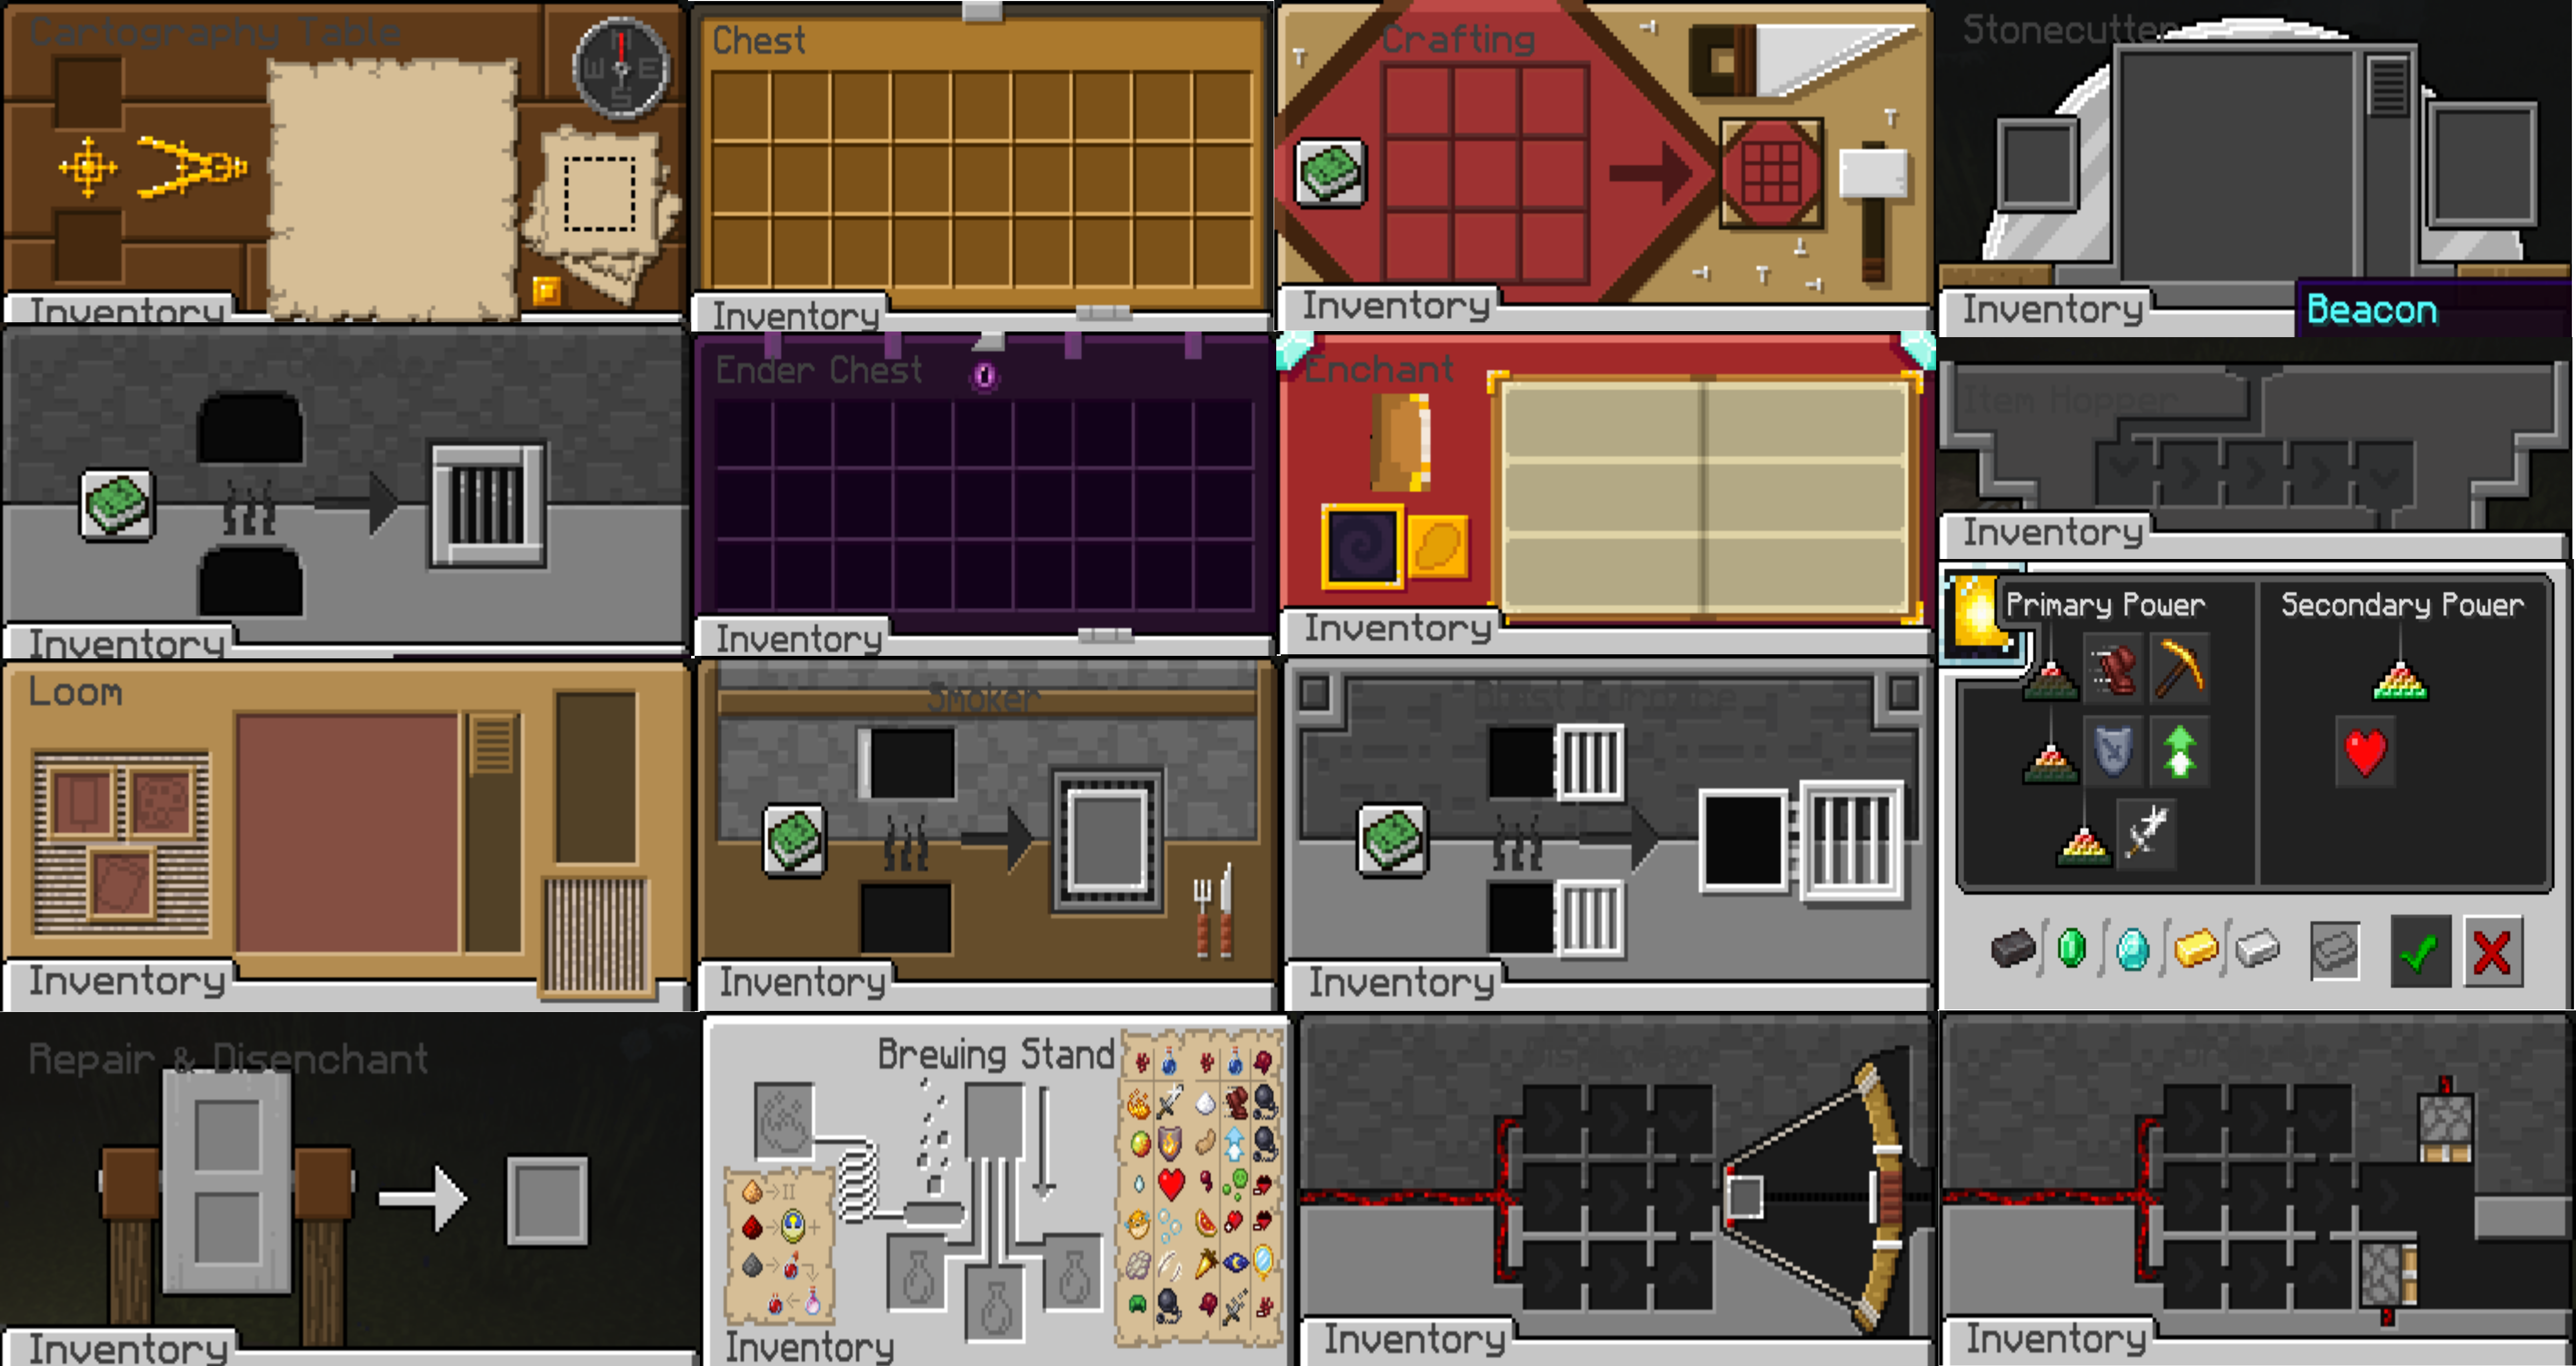 Cartography Table
N
W E
S
Inventory
Chest
Inventory
Crafting
Inventory
Stonecutter
Inventory
Beacon
Inventory
Ender Chest
Inventory
Enchant
Inventory
Item Hopper
Inventory
Primary Power
Secondary Power
Loom
Inventory
Smoker
Inventory
Blast Furnace
Inventory
Repair & Disenchant
Inventory
Brewing Stand
II
+
Inventory
Inventory
Inventory